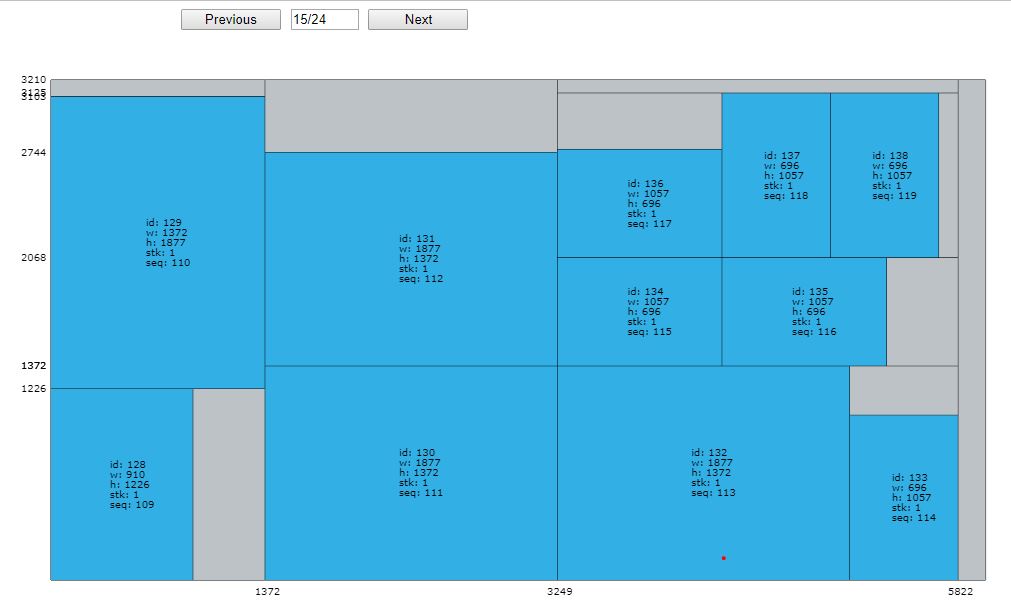 Previous
15/24
Next
3210
3125
3103
2744
2068
1372
1226
id: 129
w: 1372
h: 1877
stk: 1
seq: 110
id: 131
w: 1877
h: 1372
stk: 1
seq: 112
id: 136
w: 1057
h: 696
stk: 1
seq: 117
id: 137
w: 696
h: 1057
stk: 1
seq: 118
id: 138
w: 696
h: 1057
stk: 1
seq: 119
id: 134
w: 1057
h: 696
stk: 1
seq: 115
id: 135
w: 1057
h: 696
stk: 1
seq: 116
id: 128
w: 910
h: 1226
stk: 1
seq: 109
id: 130
w: 1877
h: 1372
stk: 1
seq: 111
id: 132
w: 1877
h: 1372
stk: 1
seq: 113
id: 133
w: 696
h: 1057
stk: 1
seq: 114
1372
3249
5822